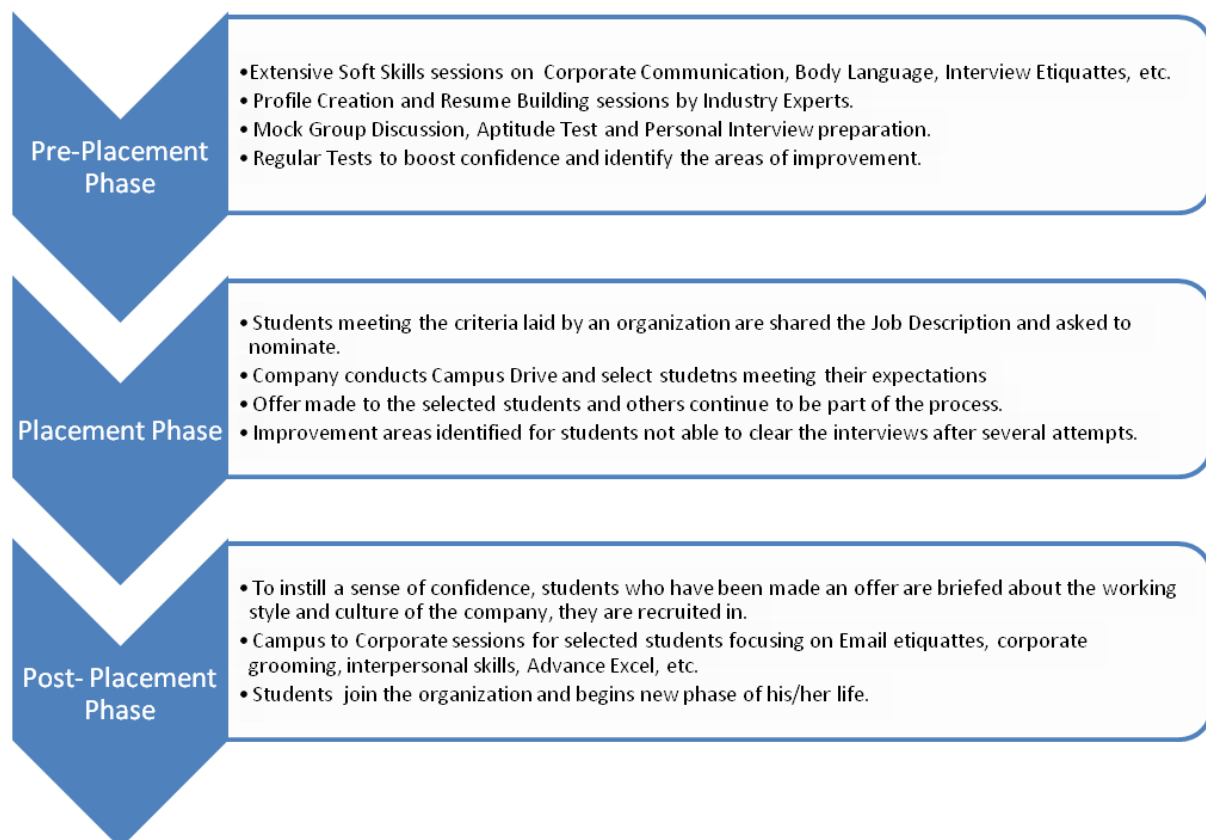 Pre-Placement
Phase
•Extensive Soft Skills sessions on Corporate Communication, Body Language, Interview Etiquattes, etc.
• Profile Creation and Resume Building sessions by Industry Experts.
• Mock Group Discussion, Aptitude Test and Personal Interview preparation.
• Regular Tests to boost confidence and identify the areas of improvement.
Placement Phase
• Students meeting the criteria laid by an organization are shared the Job Description and asked to
nominate.
• Company conducts Campus Drive and select studetns meeting their expectations
• Offer made to the selected students and others continue to be part of the process.
• Improvement areas identified for students not able to clear the interviews after several attempts.
Post- Placement
Phase
• To instill a sense of confidence, students who have been made an offer are briefed about the working
style and culture of the company, they are recruited in.
• Campus to Corporate sessions for selected students focusing on Email etiquattes, corporate
grooming, interpersonal skills, Advance Excel, etc.
• Students join the organization and begins new phase of his/her life.